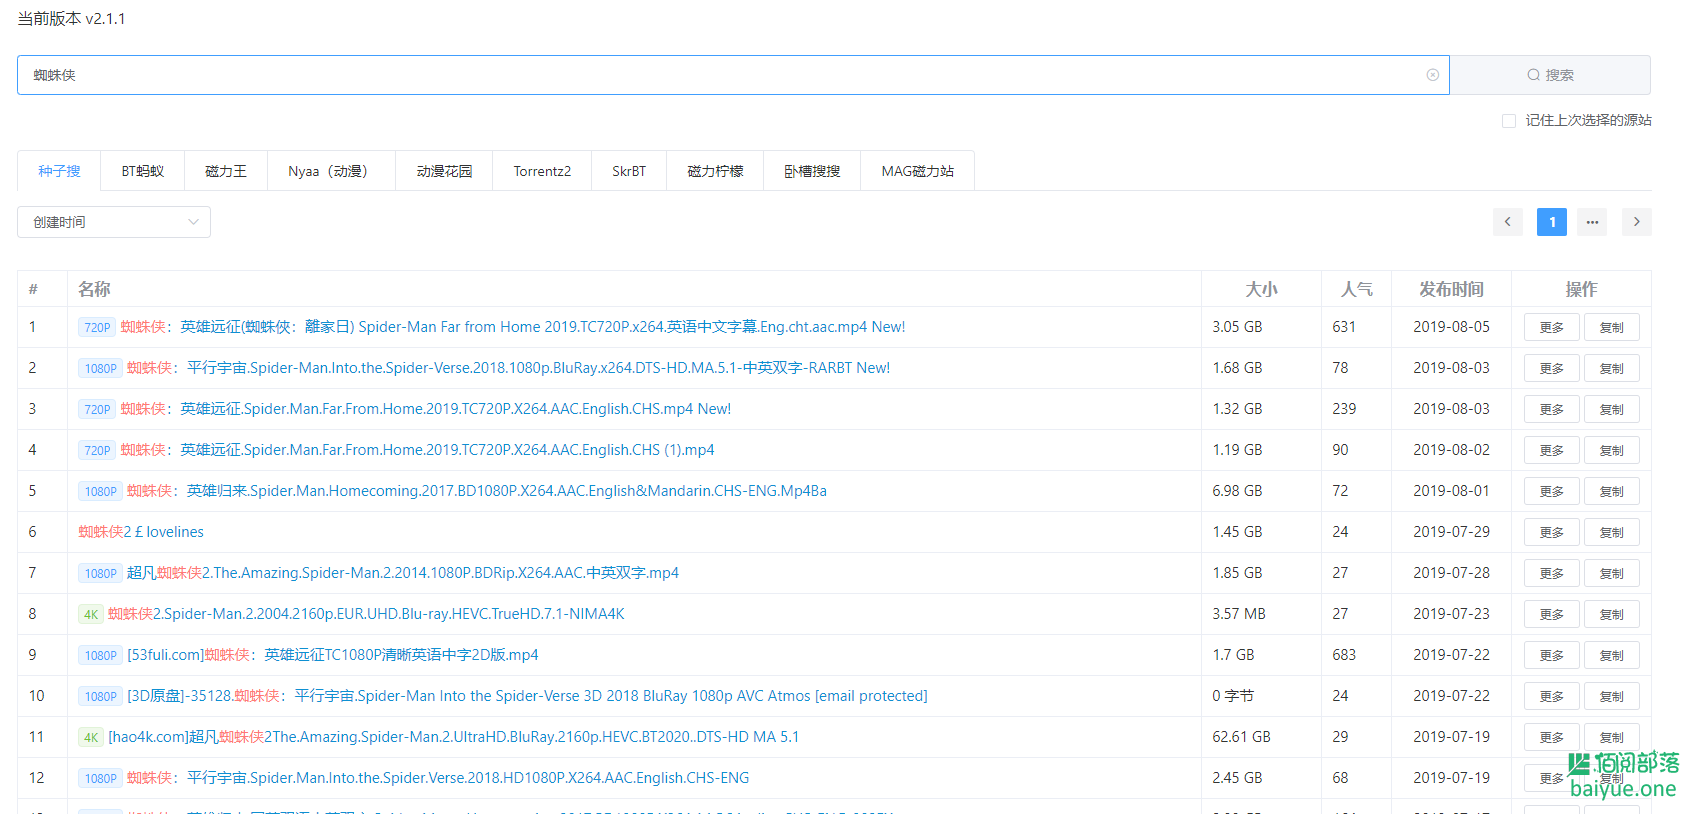 当前版本 v2.1.1
蜘蛛侠
搜索
记住上次选择的源站
种子搜 BT蚂蚁 磁力王 Nyaa（动漫） 动漫花园 Torrentz2 SkrBT 磁力柠檬 卧槽搜搜 MAG磁力站
创建时间
1 •••
# 名称 大小 人气 发布时间 操作
1 720P 蜘蛛侠：英雄远征(蜘蛛俠：離家日) Spider-Man Far from Home 2019.TC720P.x264.英语中文字幕.Eng.cht.aac.mp4 New! 3.05 GB 631 2019-08-05 更多 复制
2 1080P 蜘蛛侠：平行宇宙.Spider-Man.Into.the.Spider-Verse.2018.1080p.BluRay.x264.DTS-HD.MA.5.1-中英双字-RARBT New! 1.68 GB 78 2019-08-03 更多 复制
3 720P 蜘蛛侠：英雄远征.Spider.Man.Far.From.Home.2019.TC720P.X264.AAC.English.CHS.mp4 New! 1.32 GB 239 2019-08-03 更多 复制
4 720P 蜘蛛侠：英雄远征.Spider.Man.Far.From.Home.2019.TC720P.X264.AAC.English.CHS (1).mp4 1.19 GB 90 2019-08-02 更多 复制
5 1080P 蜘蛛侠：英雄归来.Spider.Man.Homecoming.2017.BD1080P.X264.AAC.English&Mandarin.CHS-ENG.Mp4Ba 6.98 GB 72 2019-08-01 更多 复制
6 蜘蛛侠2￡lovelines 1.45 GB 24 2019-07-29 更多 复制
7 1080P 超凡蜘蛛侠2.The.Amazing.Spider-Man.2.2014.1080P.BDRip.X264.AAC.中英双字.mp4 1.85 GB 27 2019-07-28 更多 复制
8 4K 蜘蛛侠2.Spider-Man.2.2004.2160p.EUR.UHD.Blu-ray.HEVC.TrueHD.7.1-NIMA4K 3.57 MB 27 2019-07-23 更多 复制
9 1080P [53fuli.com]蜘蛛侠：英雄远征TC1080P清晰英语中字2D版.mp4 1.7 GB 683 2019-07-22 更多 复制
10 1080P [3D原盘]-35128.蜘蛛侠：平行宇宙.Spider-Man Into the Spider-Verse 3D 2018 BluRay 1080p AVC Atmos [email protected] 0 字节 24 2019-07-22 更多 复制
11 4K [hao4k.com]超凡蜘蛛侠2The.Amazing.Spider-Man.2.UltraHD.BluRay.2160p.HEVC.BT2020..DTS-HD MA 5.1 62.61 GB 29 2019-07-19 更多 复制
12 1080P 蜘蛛侠：平行宇宙.Spider.Man.Into.the.Spider.Verse.2018.HD1080P.X264.AAC.English.CHS-ENG 2.45 GB 68 2019-07-19 更多 复制
佰阅部落
baiyue.one